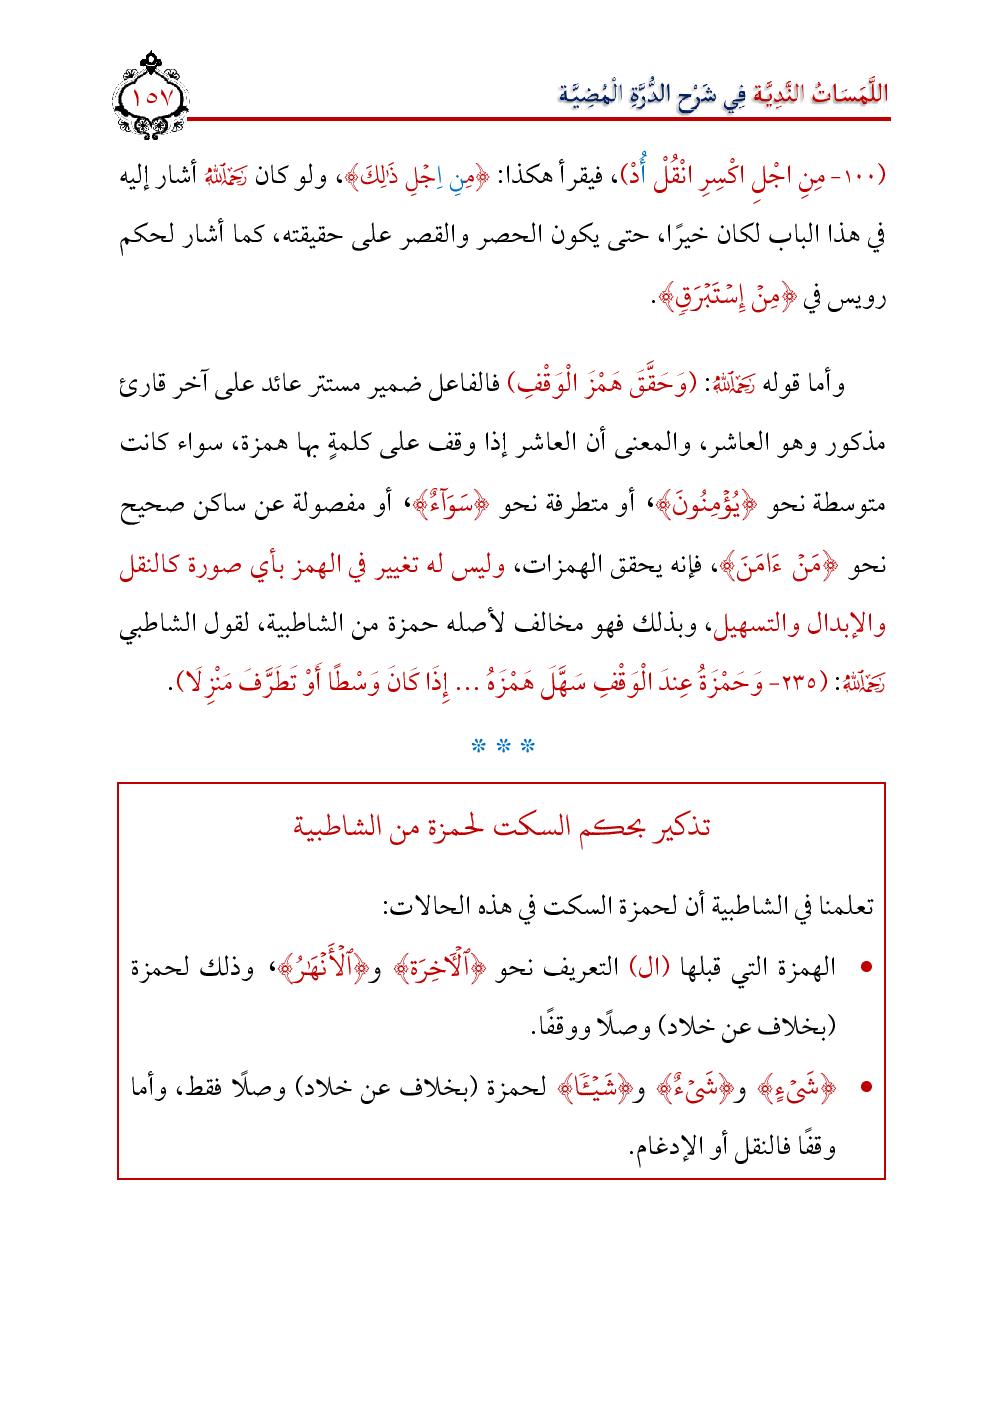 اللَّمَسَاتُ النَّدِيَّة فِي شَرْح الدُّرَّةِ الْمُضِيَّة
١٥٧
(١٠٠- مِنِ اجْلِ اكْسِرِ انْقُلْ أُدْ)، فيقرأ هكذا: ﴿مِنِ اِجْلِ ذَٰلِكَ﴾، ولو كان رَحِمَهُ ٱللَّهُ أشار إليه
في هذا الباب لكان خيرًا، حتى يكون الحصر والقصر على حقيقته، كما أشار لحكم
رويس في ﴿مِنْ إِسْتَبْرَقٍ﴾.
وأما قوله رَحِمَهُ ٱللَّهُ: (وَحَقَّقَ هَمْزَ الْوَقْفِ) فالفاعل ضمير مستتر عائد على آخر قارئ
مذكور وهو العاشر، والمعنى أن العاشر إذا وقف على كلمةٍ بها همزة، سواء كانت
متوسطة نحو ﴿يُؤْمِنُونَ﴾، أو متطرفة نحو ﴿سَوَآءٌ﴾، أو مفصولة عن ساكن صحيح
نحو ﴿مَنْ ءَامَنَ﴾، فإنه يحقق الهمزات، وليس له تغيير في الهمز بأي صورة كالنقل
والإبدال والتسهيل، وبذلك فهو مخالف لأصله حمزة من الشاطبية، لقول الشاطبي
رَحِمَهُ ٱللَّهُ: (٢٣٥- وَحَمْزَةُ عِندَ الْوَقْفِ سَهَّلَ هَمْزَهُ ... إِذَا كَانَ وَسْطًا أَوْ تَطَرَّفَ مَنْزِلَا).
* * *
تذكير بحكم السكت لحمزة من الشاطبية
تعلمنا في الشاطبية أن لحمزة السكت في هذه الحالات:
• الهمزة التي قبلها (ال) التعريف نحو ﴿ٱلْآخِرَة﴾ و﴿ٱلْأَنْهَٰرُ﴾، وذلك لحمزة
(بخلاف عن خلاد) وصلًا ووقفًا.
• ﴿شَىْءٍ﴾ و﴿شَىْءٌ﴾ و﴿شَيْـًٔا﴾ لحمزة (بخلاف عن خلاد) وصلًا فقط، وأما
وقفًا فالنقل أو الإدغام.